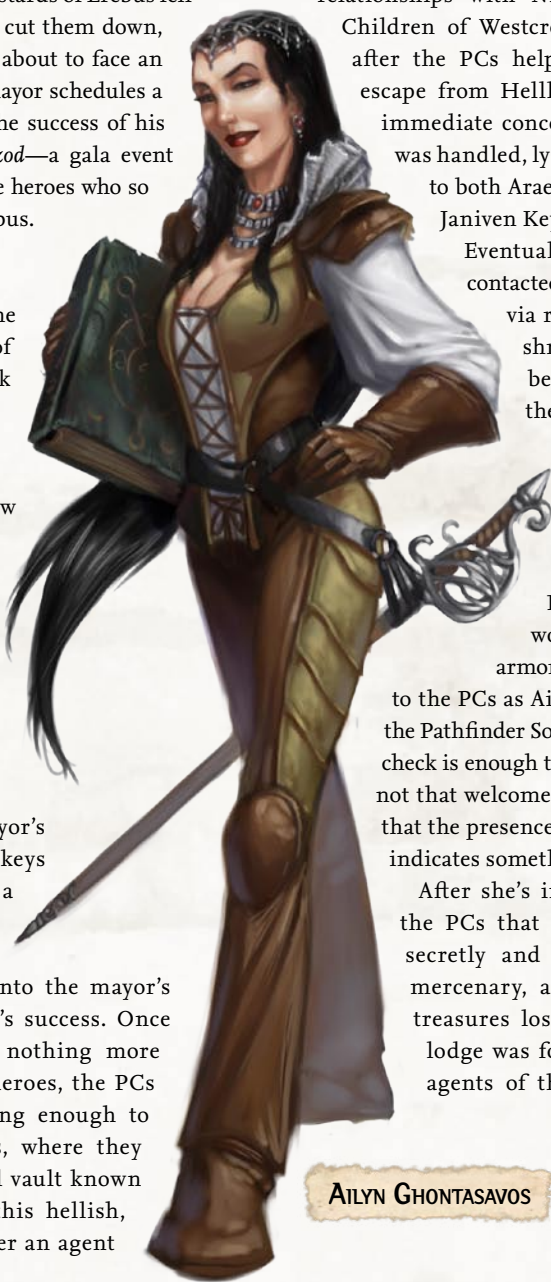 cut them down,
about to face an
ayor schedules a
he success of his
zod—a gala event
e heroes who so
bus.
ne
of
k
w
yor's
keys
a
nto the mayor's
's success. Once
nothing more
heroes, the PCs
ng enough to
s, where they
l vault known
his hellish,
er an agent
relationships with N
Children of Westcro
after the PCs help
escape from Hellk
immediate conce
was handled, ly
to both Arae
Janiven Key
Eventual
contacted
via r
shr
be
the
wo
armor
to the PCs as Ai
the Pathfinder So
check is enough t
not that welcome
that the presence
indicates someth
After she's i
the PCs that
secretly and
mercenary, a
treasures los
lodge was fo
agents of th
AILYN GHONTASAVOS